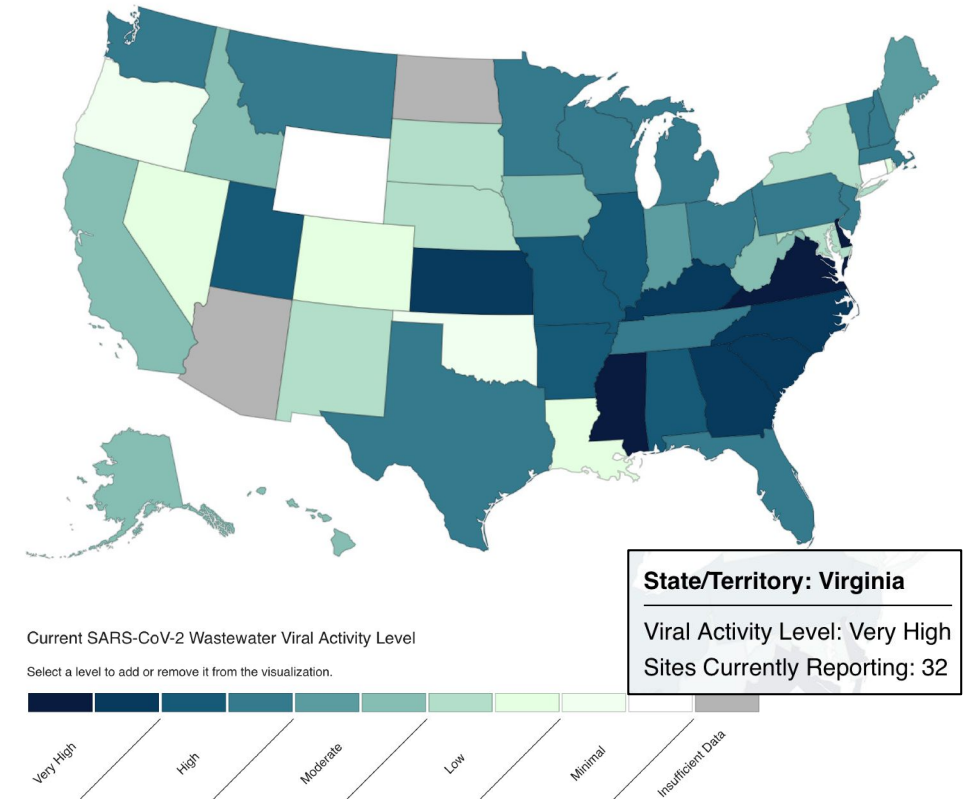 State/Territory: Virginia
Viral Activity Level: Very High
Sites Currently Reporting: 32
Current SARS-CoV-2 Wastewater Viral Activity Level
Select a level to add or remove it from the visualization.
Very High
High
Moderate
Low
Minimal
Insufficient Data